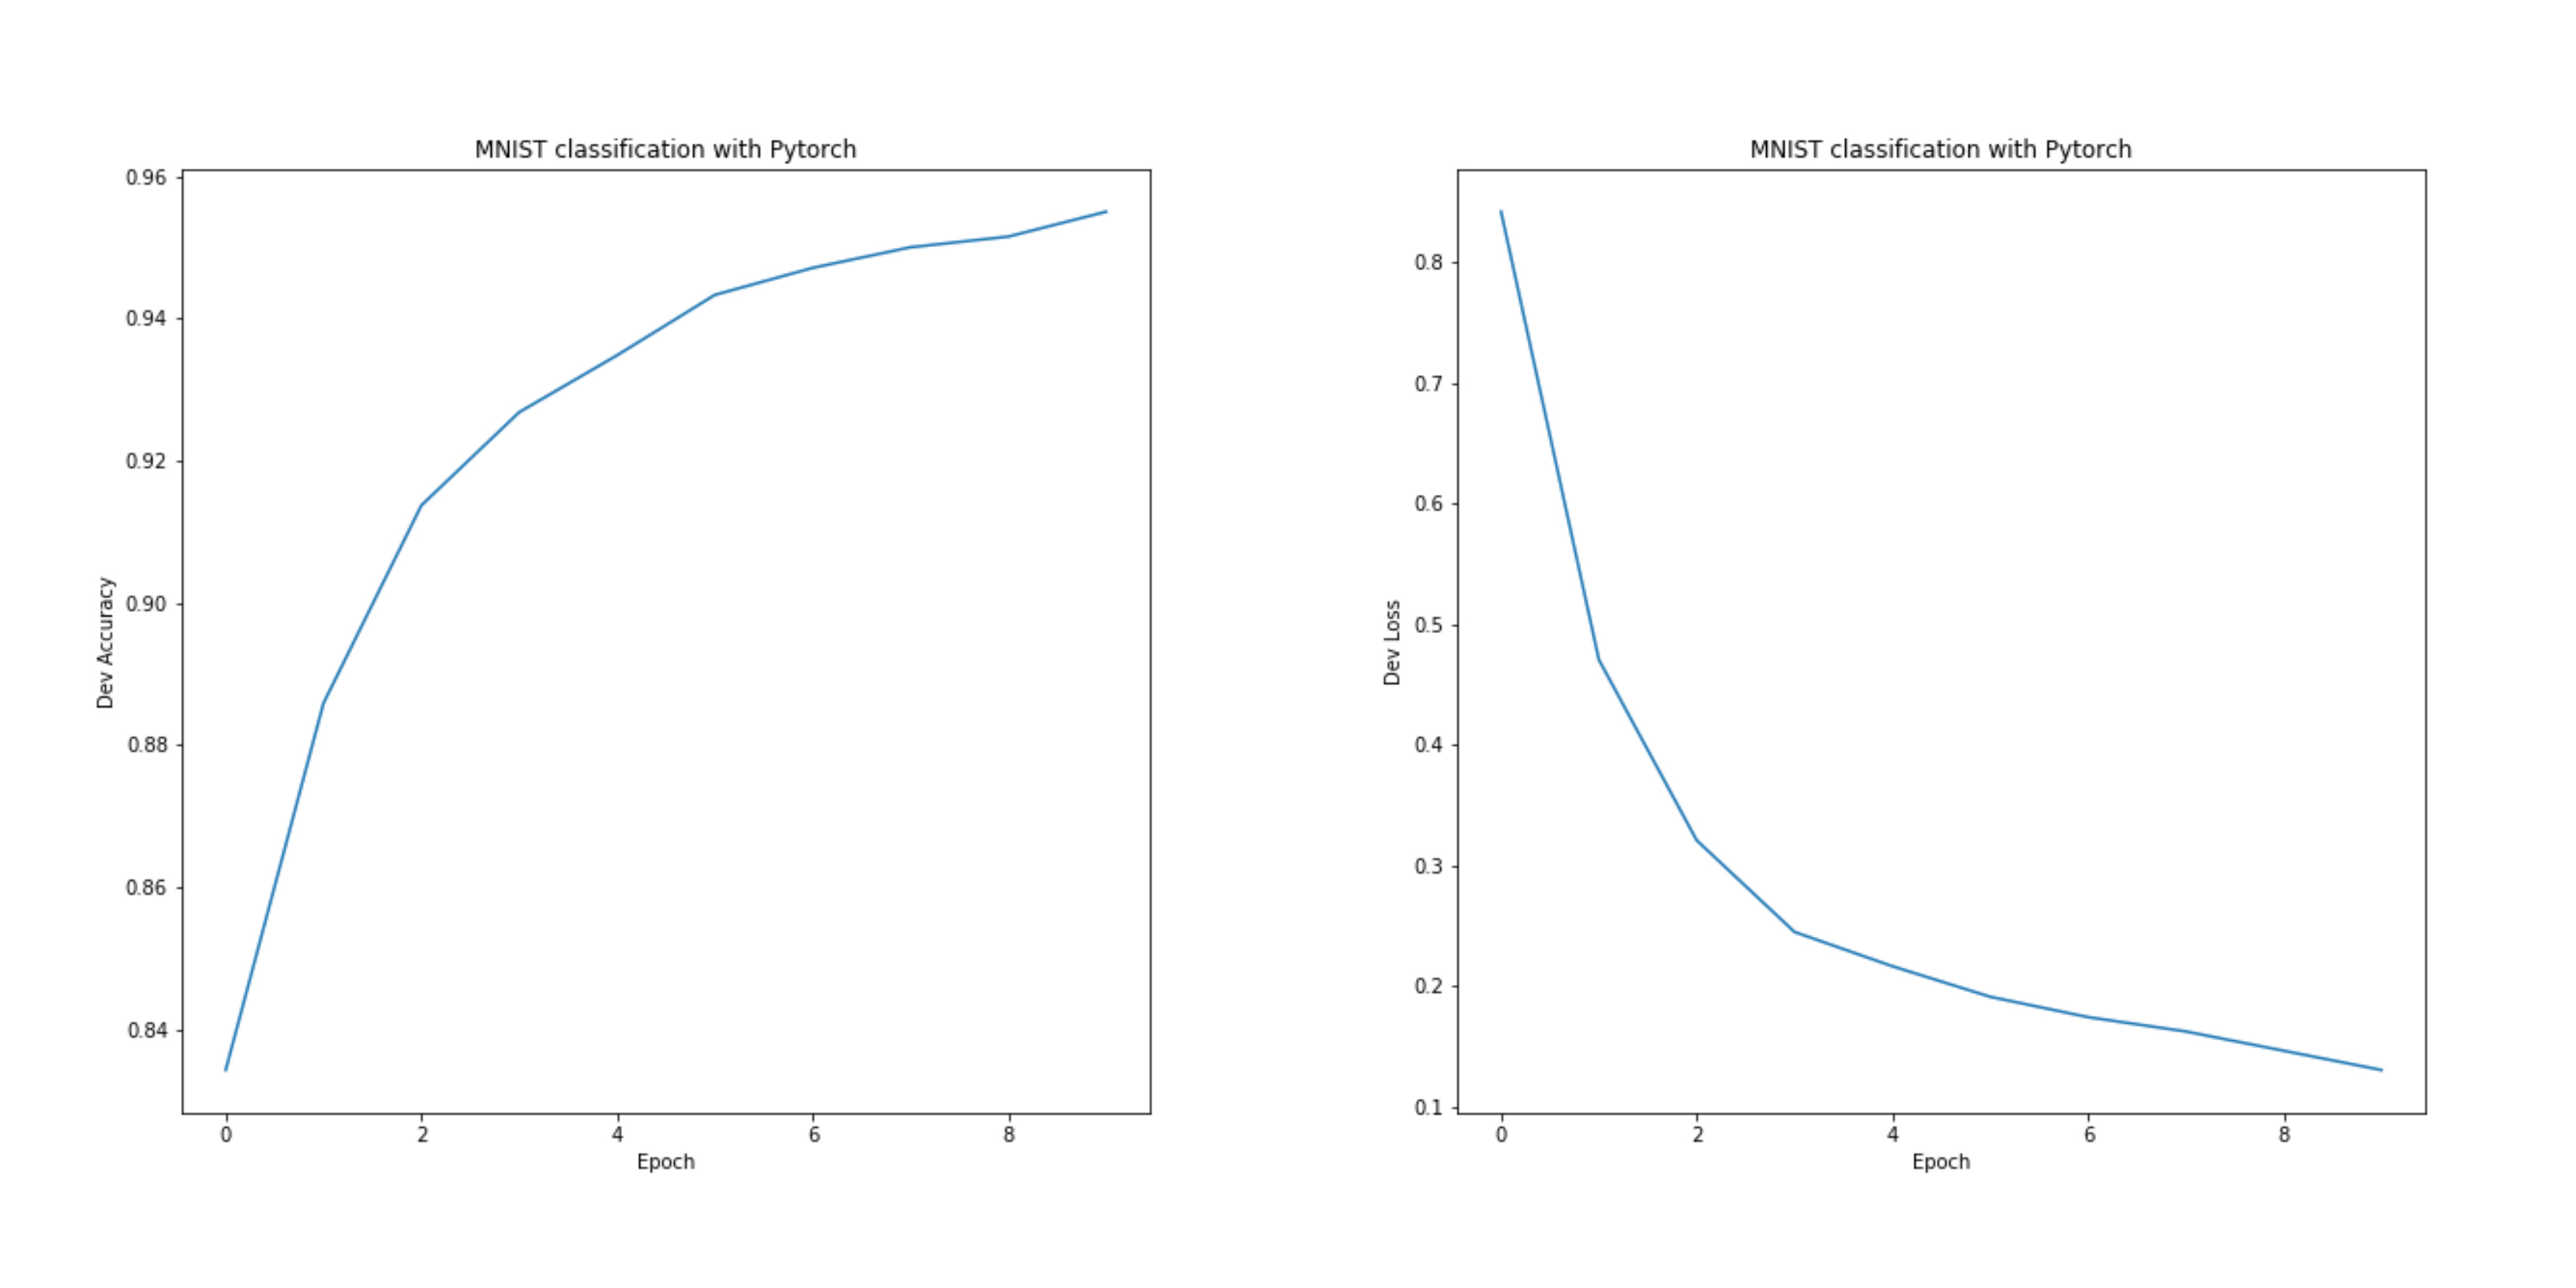 MNIST classification with Pytorch
0.96
0.94
0.92
0.90
0.88
0.86
0.84
Dev Accuracy
0 2 4 6 8
Epoch
MNIST classification with Pytorch
0.8
0.7
0.6
0.5
0.4
0.3
0.2
0.1
Dev Loss
0 2 4 6 8
Epoch